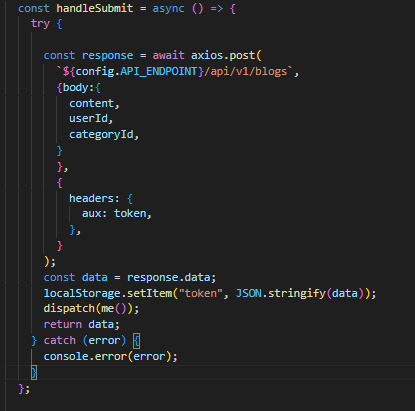 const handleSubmit = async () => {
try {
const response = await axios.post(
`${config.API_ENDPOINT}/api/v1/blogs`,
{body:{
content,
userId,
categoryId,
}
},
{
headers: {
aux: token,
},
}
);
const data = response.data;
localStorage.setItem("token", JSON.stringify(data));
dispatch(me());
return data;
} catch (error) {
console.error(error);
}
};